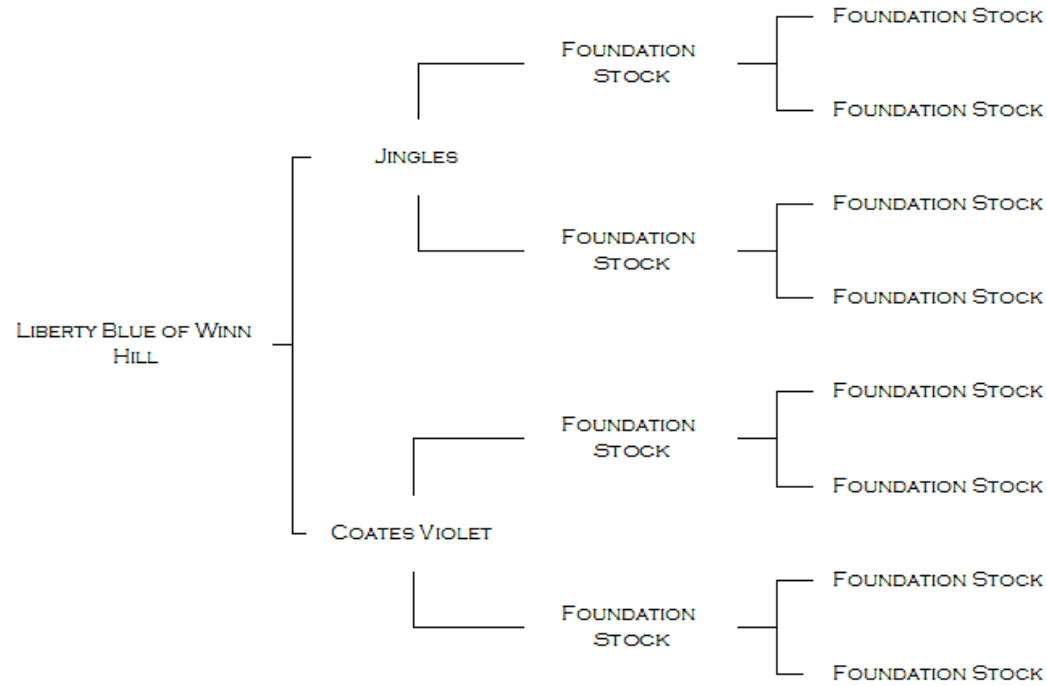 Foundation Stock
Foundation
Stock
Foundation Stock
Jingles
Foundation Stock
Foundation
Stock
Foundation Stock
Liberty Blue of Winn
Hill
Foundation Stock
Foundation
Stock
Foundation Stock
Coates Violet
Foundation Stock
Foundation
Stock
Foundation Stock